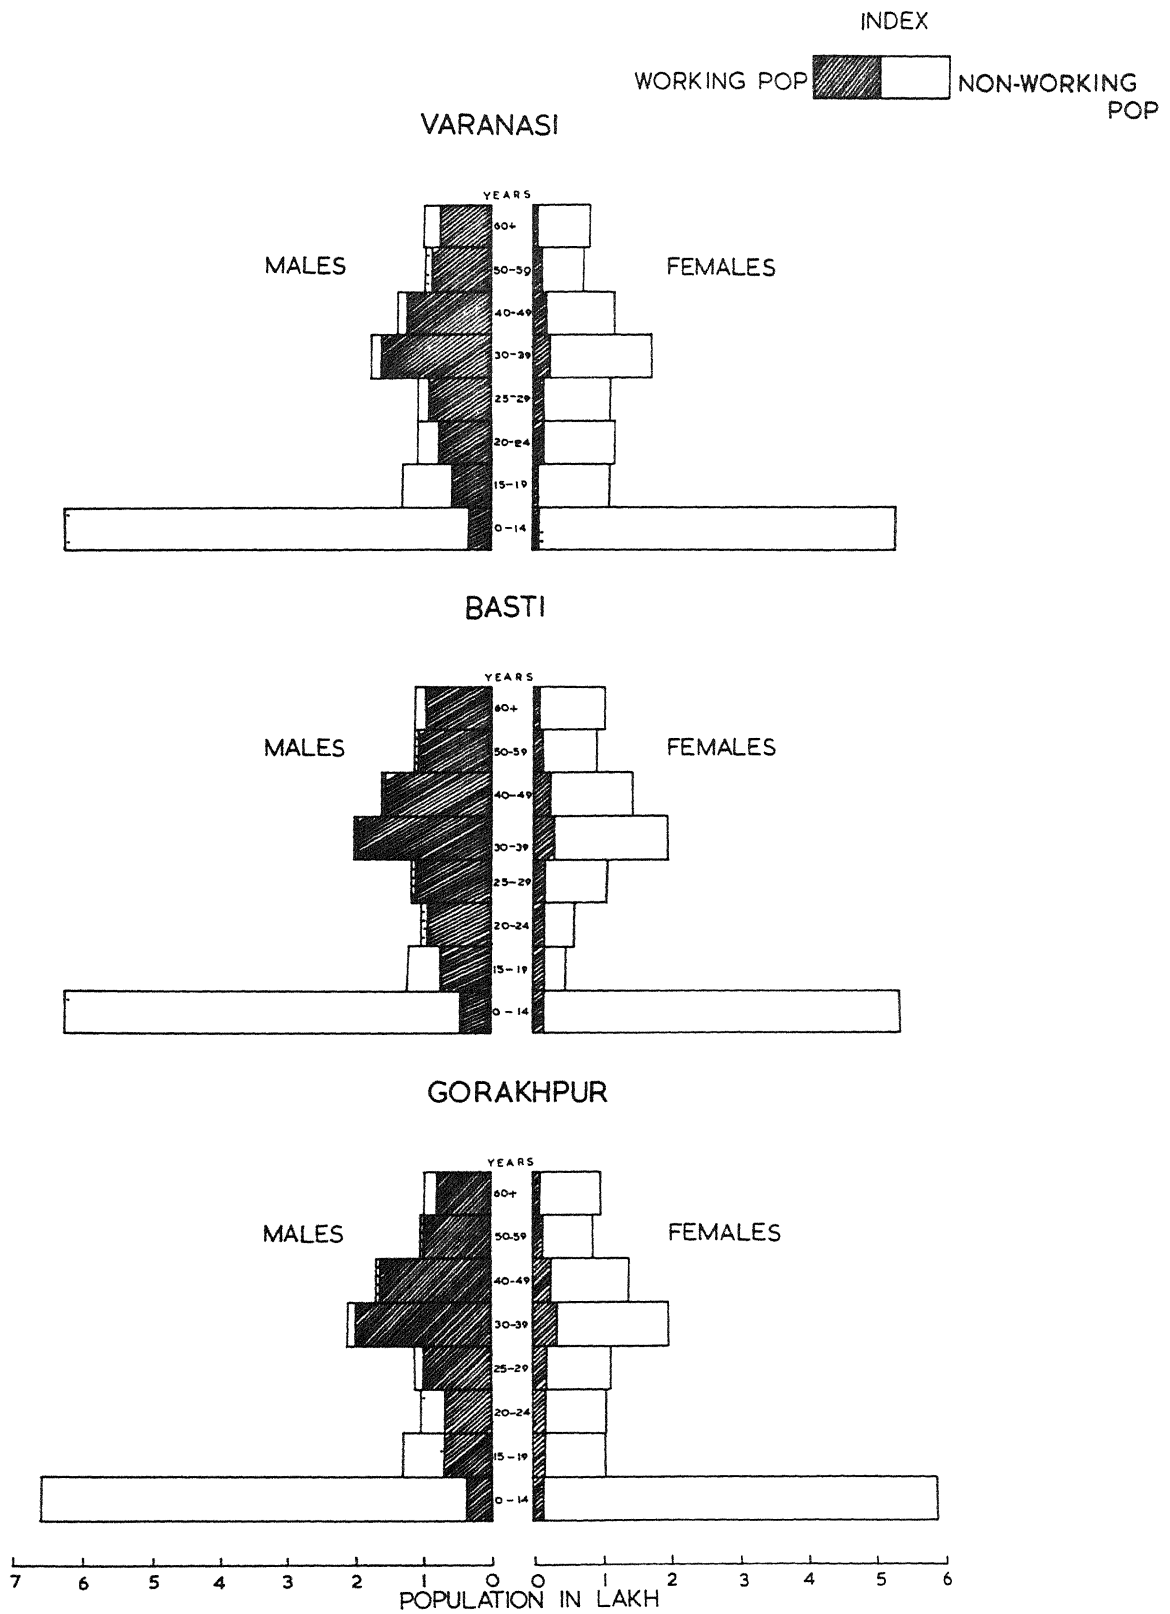 INDEX
WORKING POP NON-WORKING POP
VARANASI
YEARS
60+
MALES 50-59 FEMALES
40-49
30-39
25-29
20-24
15-19
0-14
BASTI
YEARS
60+
MALES 50-59 FEMALES
40-49
30-39
25-29
20-24
15-19
0-14
GORAKHPUR
YEARS
60+
MALES 50-59 FEMALES
40-49
30-39
25-29
20-24
15-19
0-14
7 6 5 4 3 2 1 0 0 1 2 3 4 5 6
POPULATION IN LAKH